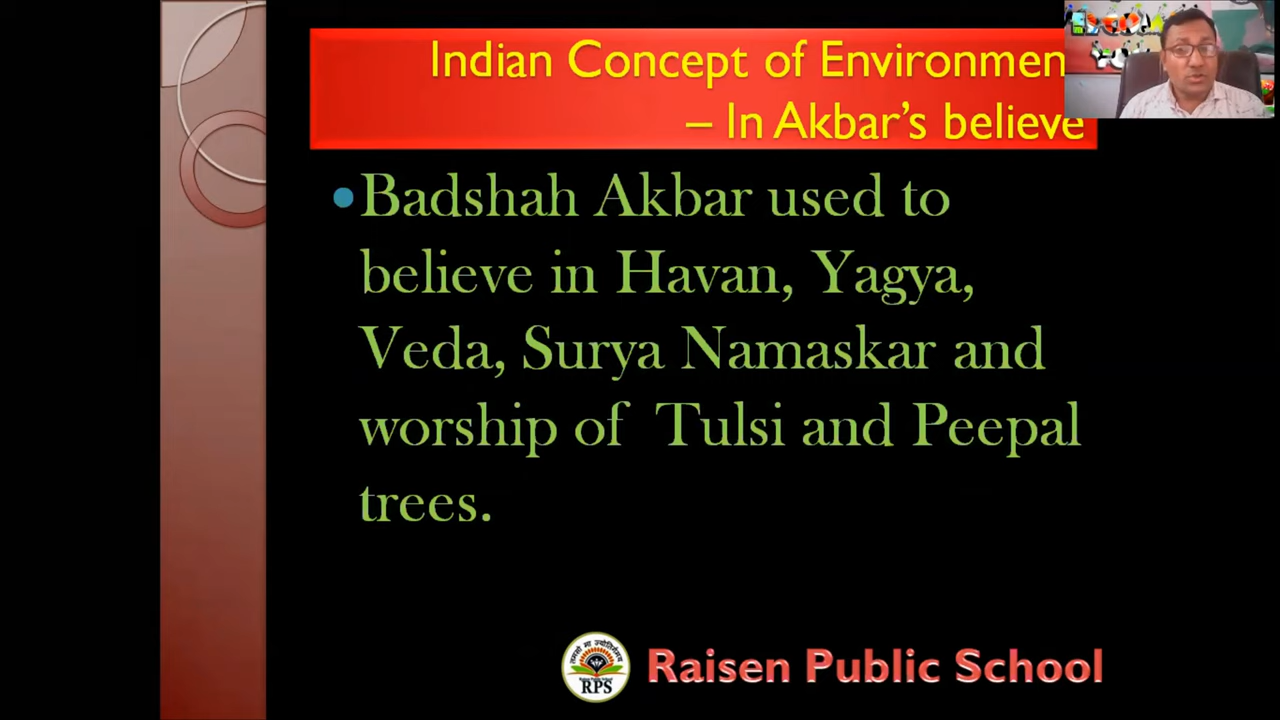 Indian Concept of Environmen
– In Akbar's believe
Badshah Akbar used to
believe in Havan, Yagya,
Veda, Surya Namaskar and
worship of Tulsi and Peepal
trees.
RPS
Raisen Public School